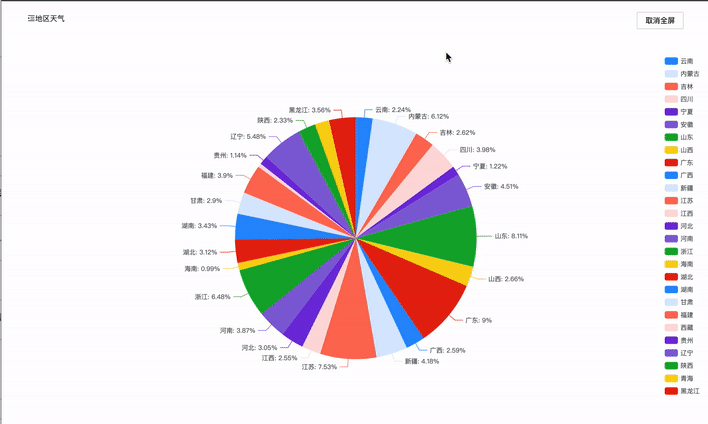 地区天气
取消全屏
黑龙江: 3.56%
云南: 2.24%
内蒙古: 6.12%
陕西: 2.33%
吉林: 2.62%
辽宁: 5.48%
四川: 3.98%
贵州: 1.14%
宁夏: 1.22%
福建: 3.9%
安徽: 4.51%
甘肃: 2.9%
湖南: 3.43%
山东: 8.11%
湖北: 3.12%
海南: 0.99%
山西: 2.66%
浙江: 6.48%
广东: 9%
河南: 3.87%
河北: 3.05%
广西: 2.59%
江西: 2.55%
新疆: 4.18%
江苏: 7.53%
云南
内蒙古
吉林
四川
宁夏
安徽
山东
山西
广东
广西
新疆
江苏
江西
河北
河南
浙江
海南
湖北
湖南
甘肃
福建
西藏
贵州
辽宁
陕西
青海
黑龙江